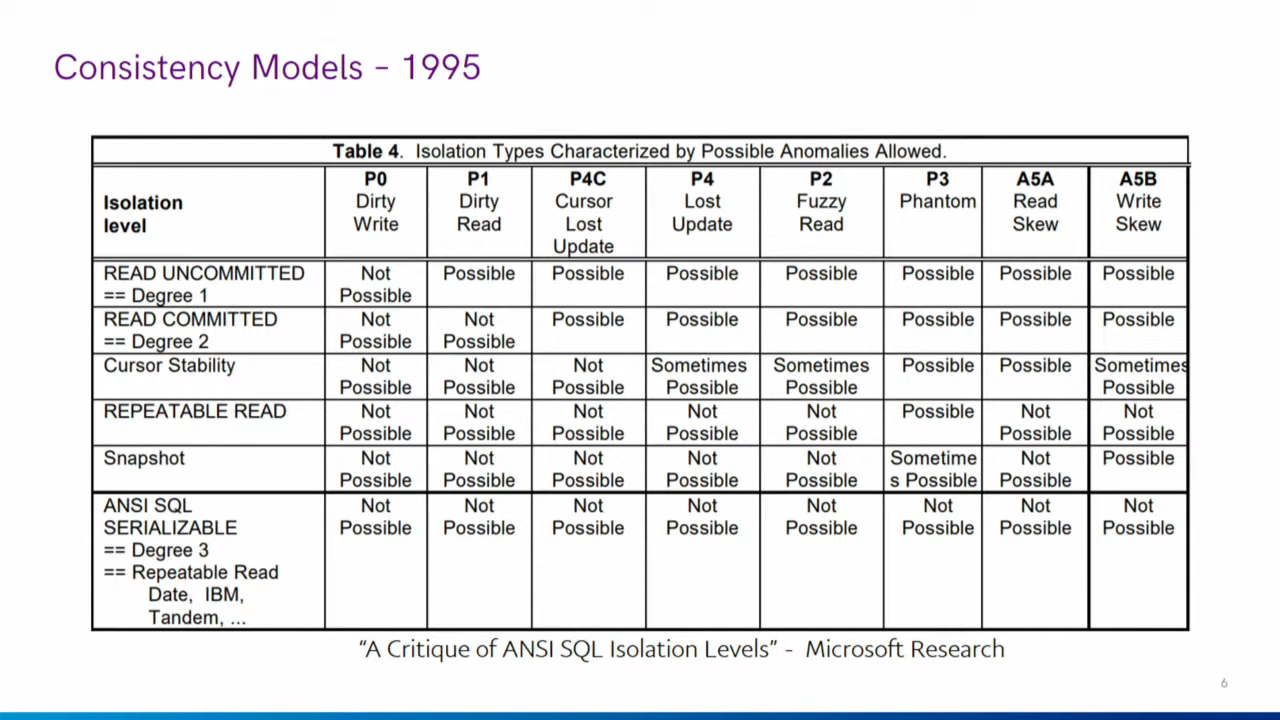 Consistency Models – 1995
Table 4. Isolation Types Characterized by Possible Anomalies Allowed.
Isolation level
P0 Dirty Write
P1 Dirty Read
P4C Cursor Lost Update
P4 Lost Update
P2 Fuzzy Read
P3 Phantom
A5A Read Skew
A5B Write Skew
READ UNCOMMITTED == Degree 1
Not Possible
Possible
Possible
Possible
Possible
Possible
Possible
Possible
READ COMMITTED == Degree 2
Not Possible
Not Possible
Possible
Possible
Possible
Possible
Possible
Possible
Cursor Stability
Not Possible
Not Possible
Not Possible
Sometimes Possible
Sometimes Possible
Possible
Possible
Sometimes Possible
REPEATABLE READ
Not Possible
Not Possible
Not Possible
Not Possible
Not Possible
Possible
Not Possible
Not Possible
Snapshot
Not Possible
Not Possible
Not Possible
Not Possible
Not Possible
Sometimes Possible
Not Possible
Possible
ANSI SQL SERIALIZABLE
== Degree 3
== Repeatable Read
Date, IBM,
Tandem, ...
Not Possible
Not Possible
Not Possible
Not Possible
Not Possible
Not Possible
Not Possible
Not Possible
“A Critique of ANSI SQL Isolation Levels” - Microsoft Research
6